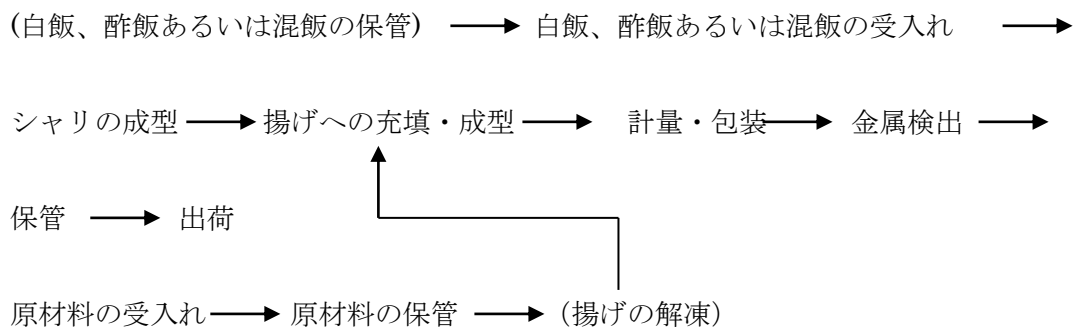 (白飯、酢飯あるいは混飯の保管) → 白飯、酢飯あるいは混飯の受入れ →
シャリの成型 → 揚げへの充填・成型 → 計量・包装 → 金属検出 →
保管 → 出荷
原材料の受入れ → 原材料の保管 → (揚げの解凍)